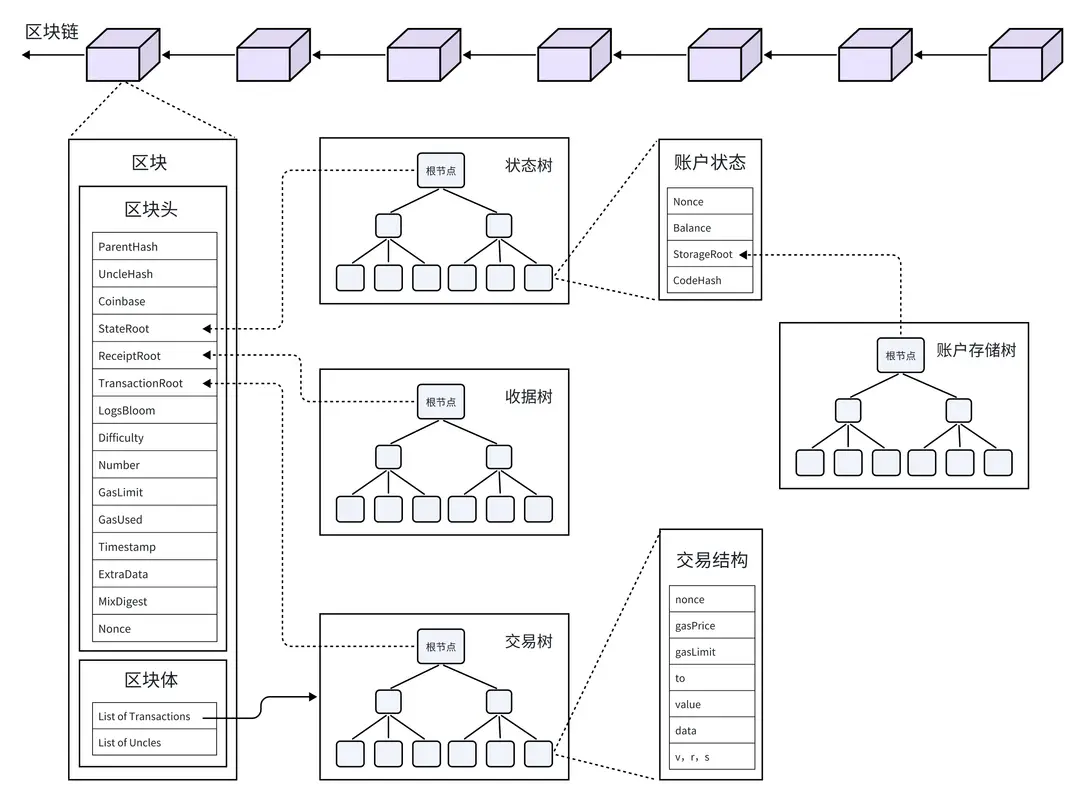 区块链
区块
区块头
ParentHash
UncleHash
Coinbase
StateRoot
ReceiptRoot
TransactionRoot
LogsBloom
Difficulty
Number
GasLimit
GasUsed
Timestamp
ExtraData
MixDigest
Nonce
区块体
List of Transactions
List of Uncles
状态树
根节点
收据树
根节点
交易树
根节点
账户状态
Nonce
Balance
StorageRoot
CodeHash
账户存储树
根节点
交易结构
nonce
gasPrice
gasLimit
to
value
data
v，r，s